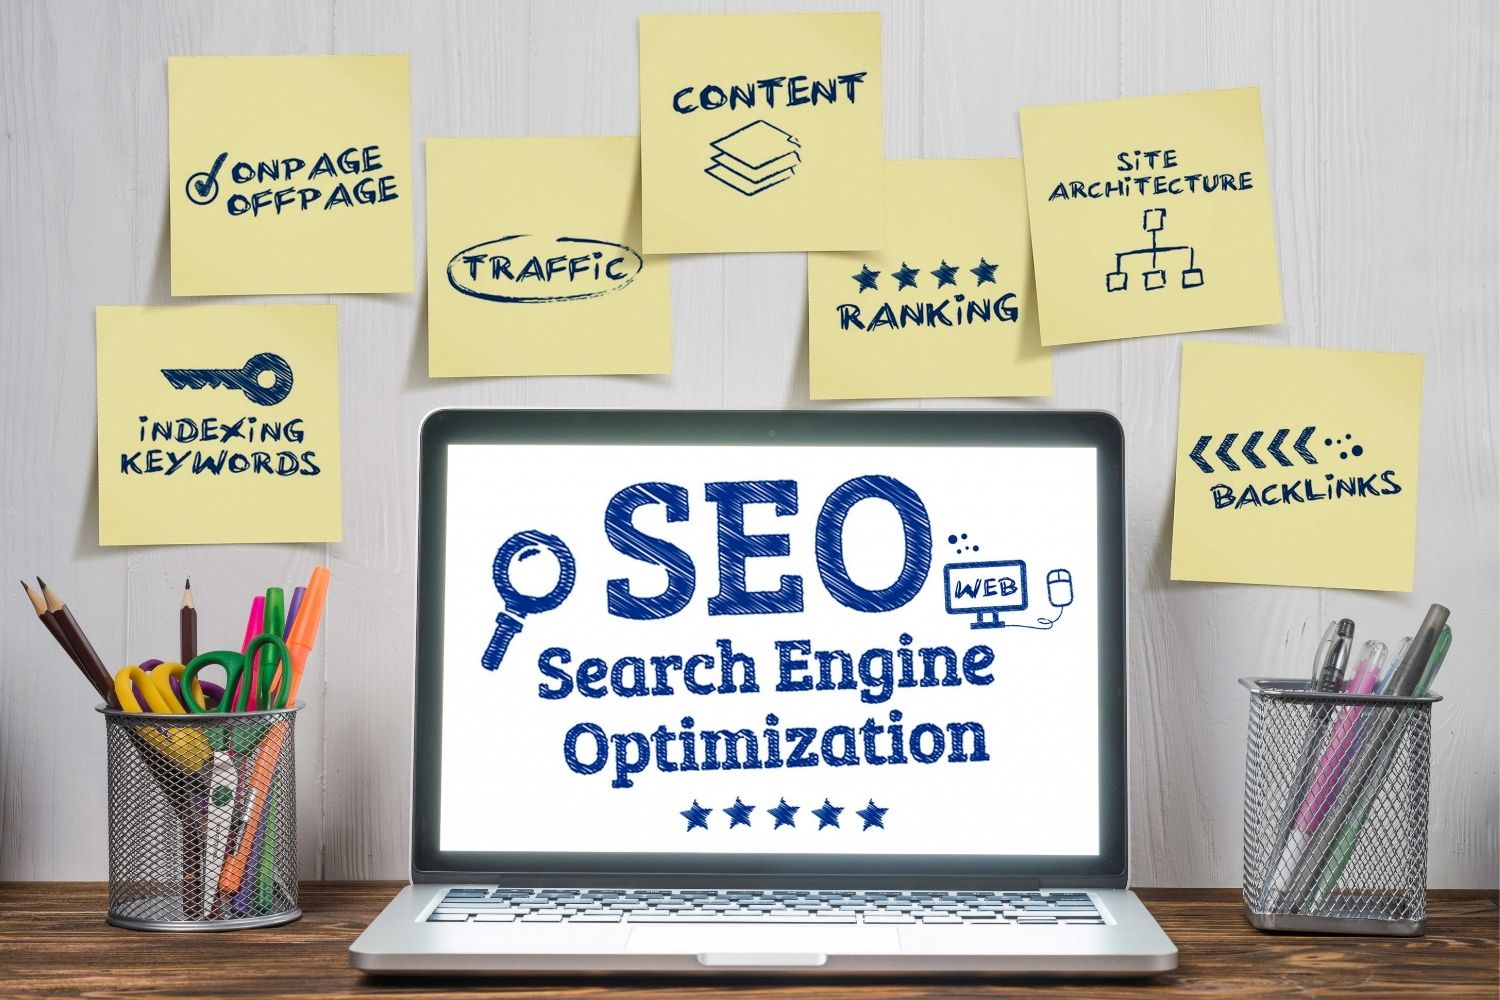 ONPAGE
OFFPAGE
TRAFFiC
CONTENT
RANKiNG
SiTE
ARCHiTECTURE
iNDEXiNG
KEYWORDS
BACKLiNKS
SEO
WEB
Search Engine
Optimization